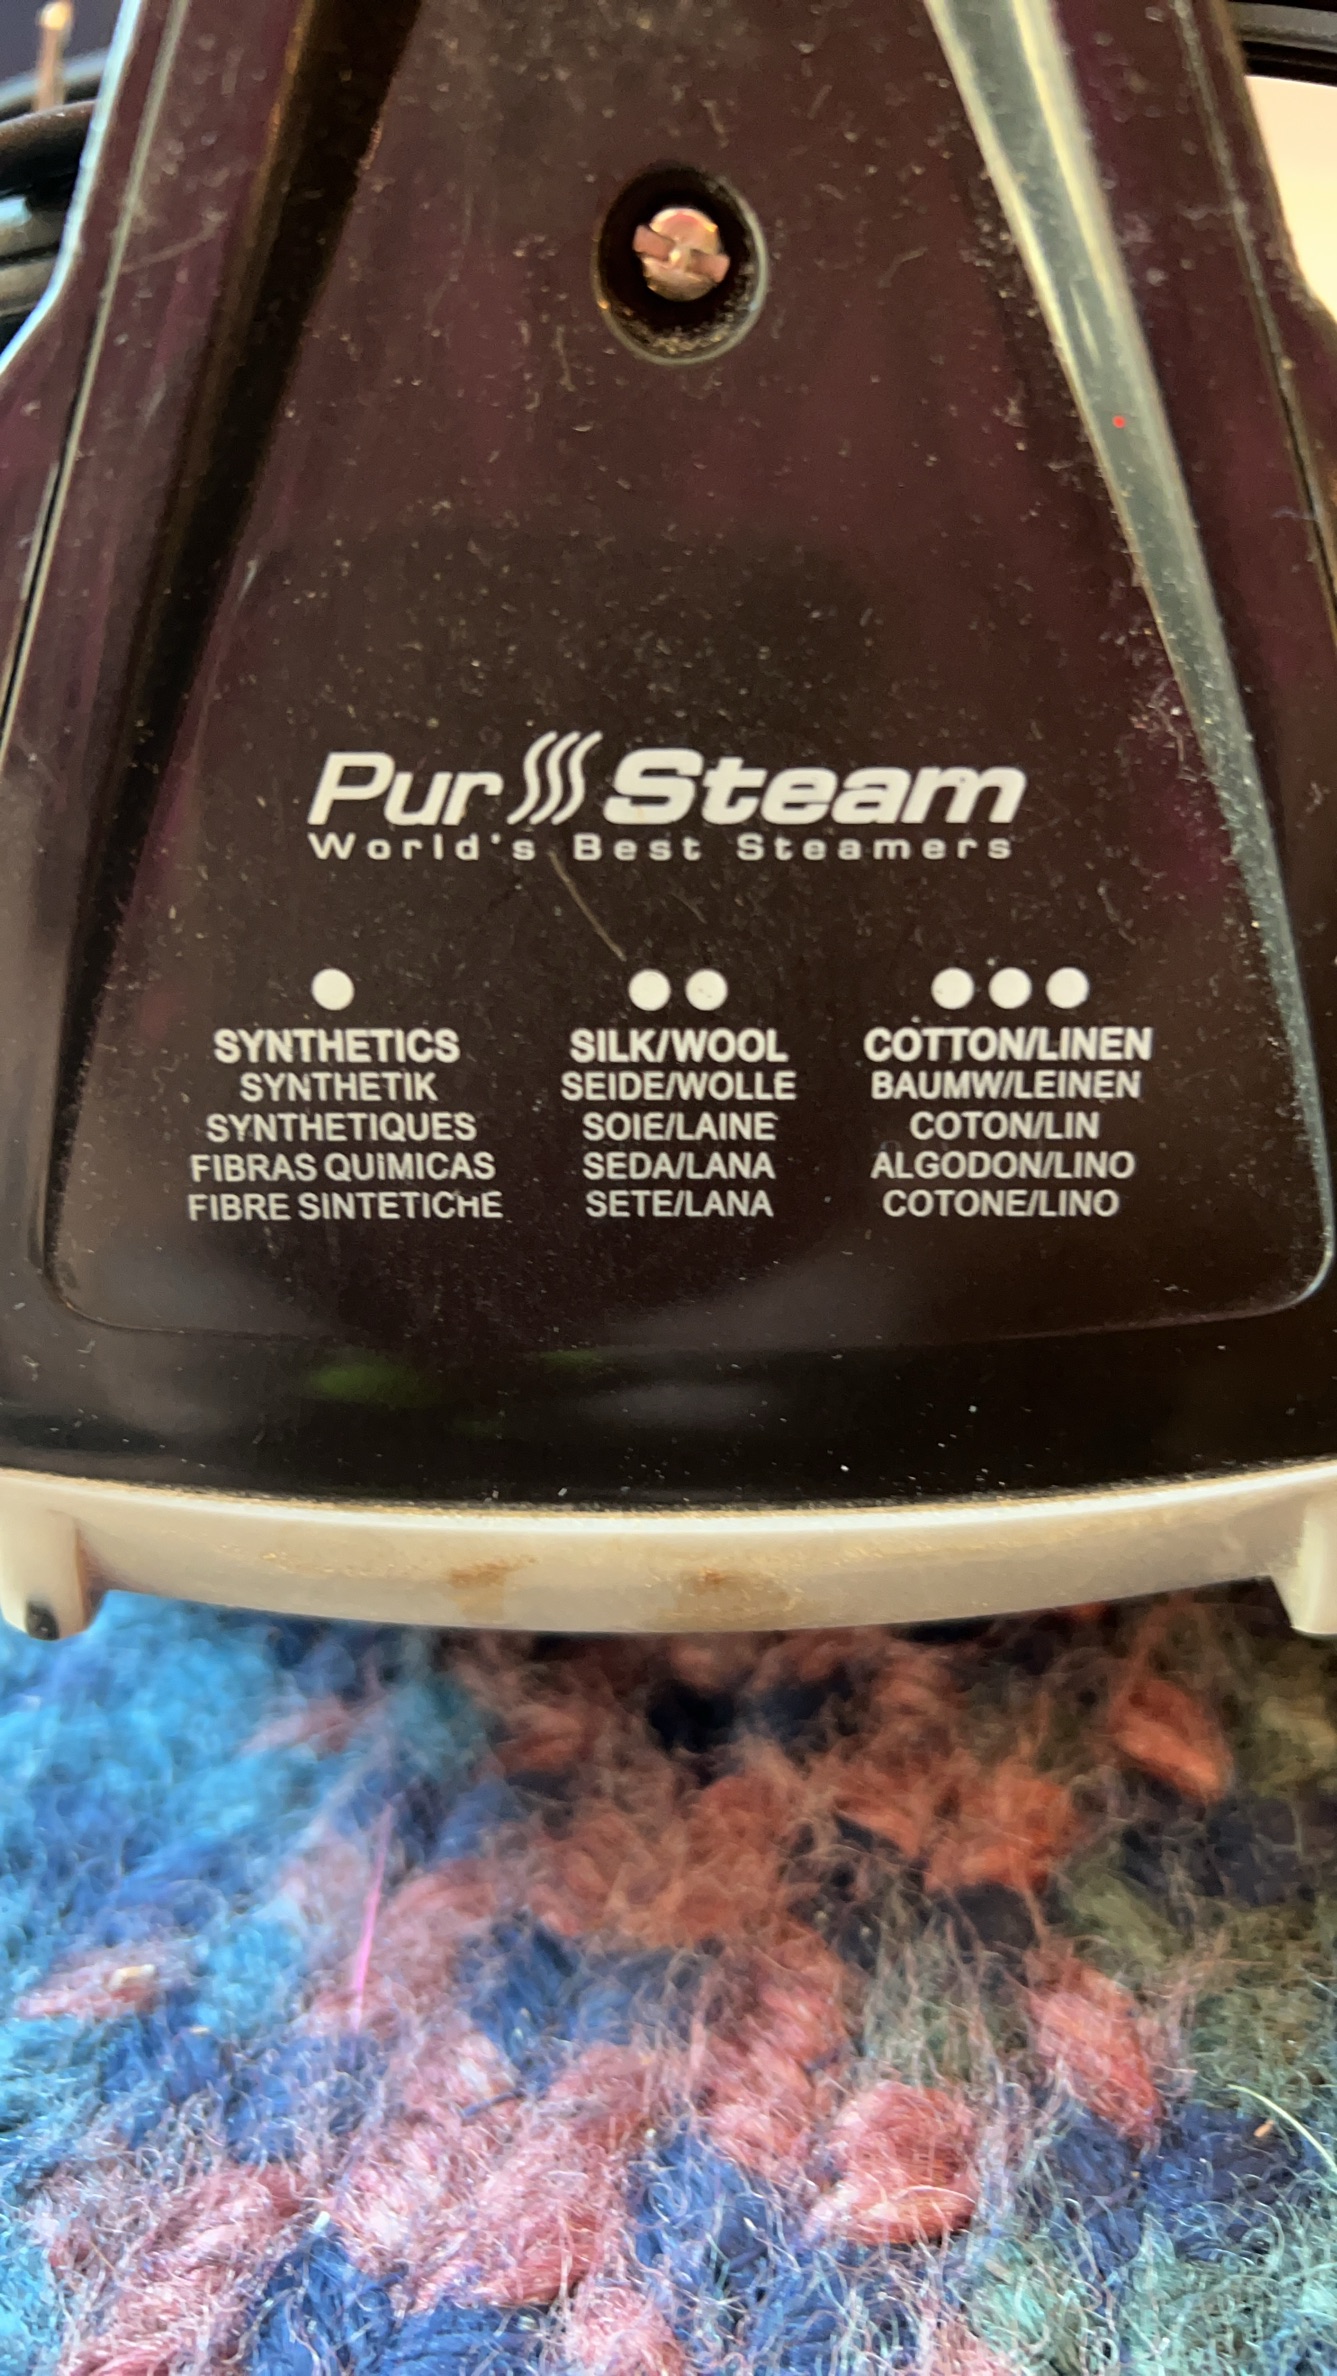 Pur Steam
World's Best Steamers
SYNTHETICS
SYNTHETIK
SYNTHETIQUES
FIBRAS QUíMICAS
FIBRE SINTETICHE
SILK/WOOL
SEIDE/WOLLE
SOIE/LAINE
SEDA/LANA
SETE/LANA
COTTON/LINEN
BAUMW/LEINEN
COTON/LIN
ALGODON/LINO
COTONE/LINO